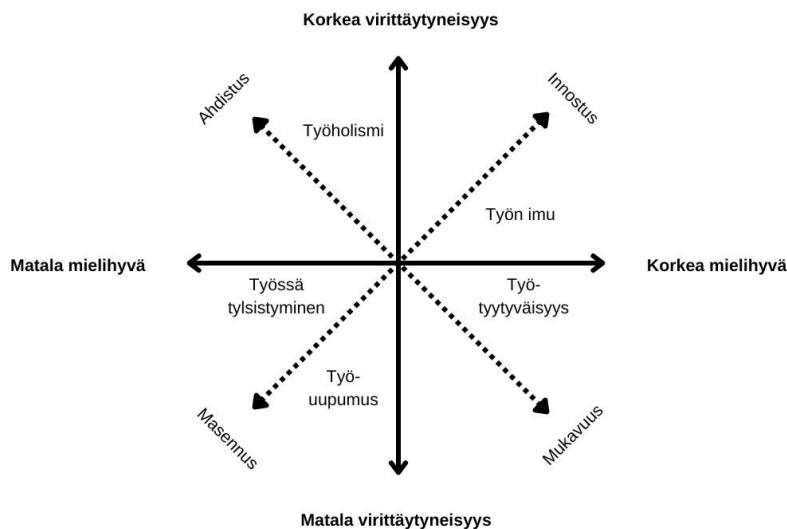 Korkea virittäytyneisyys
Ahdistus
Innostus
Työholismi
Työn imu
Matala mielihyvä
Korkea mielihyvä
Työssä
tylsistyminen
Työ-
tyytyväisyys
Työ-
uupumus
Masennus
Mukavuus
Matala virittäytyneisyys